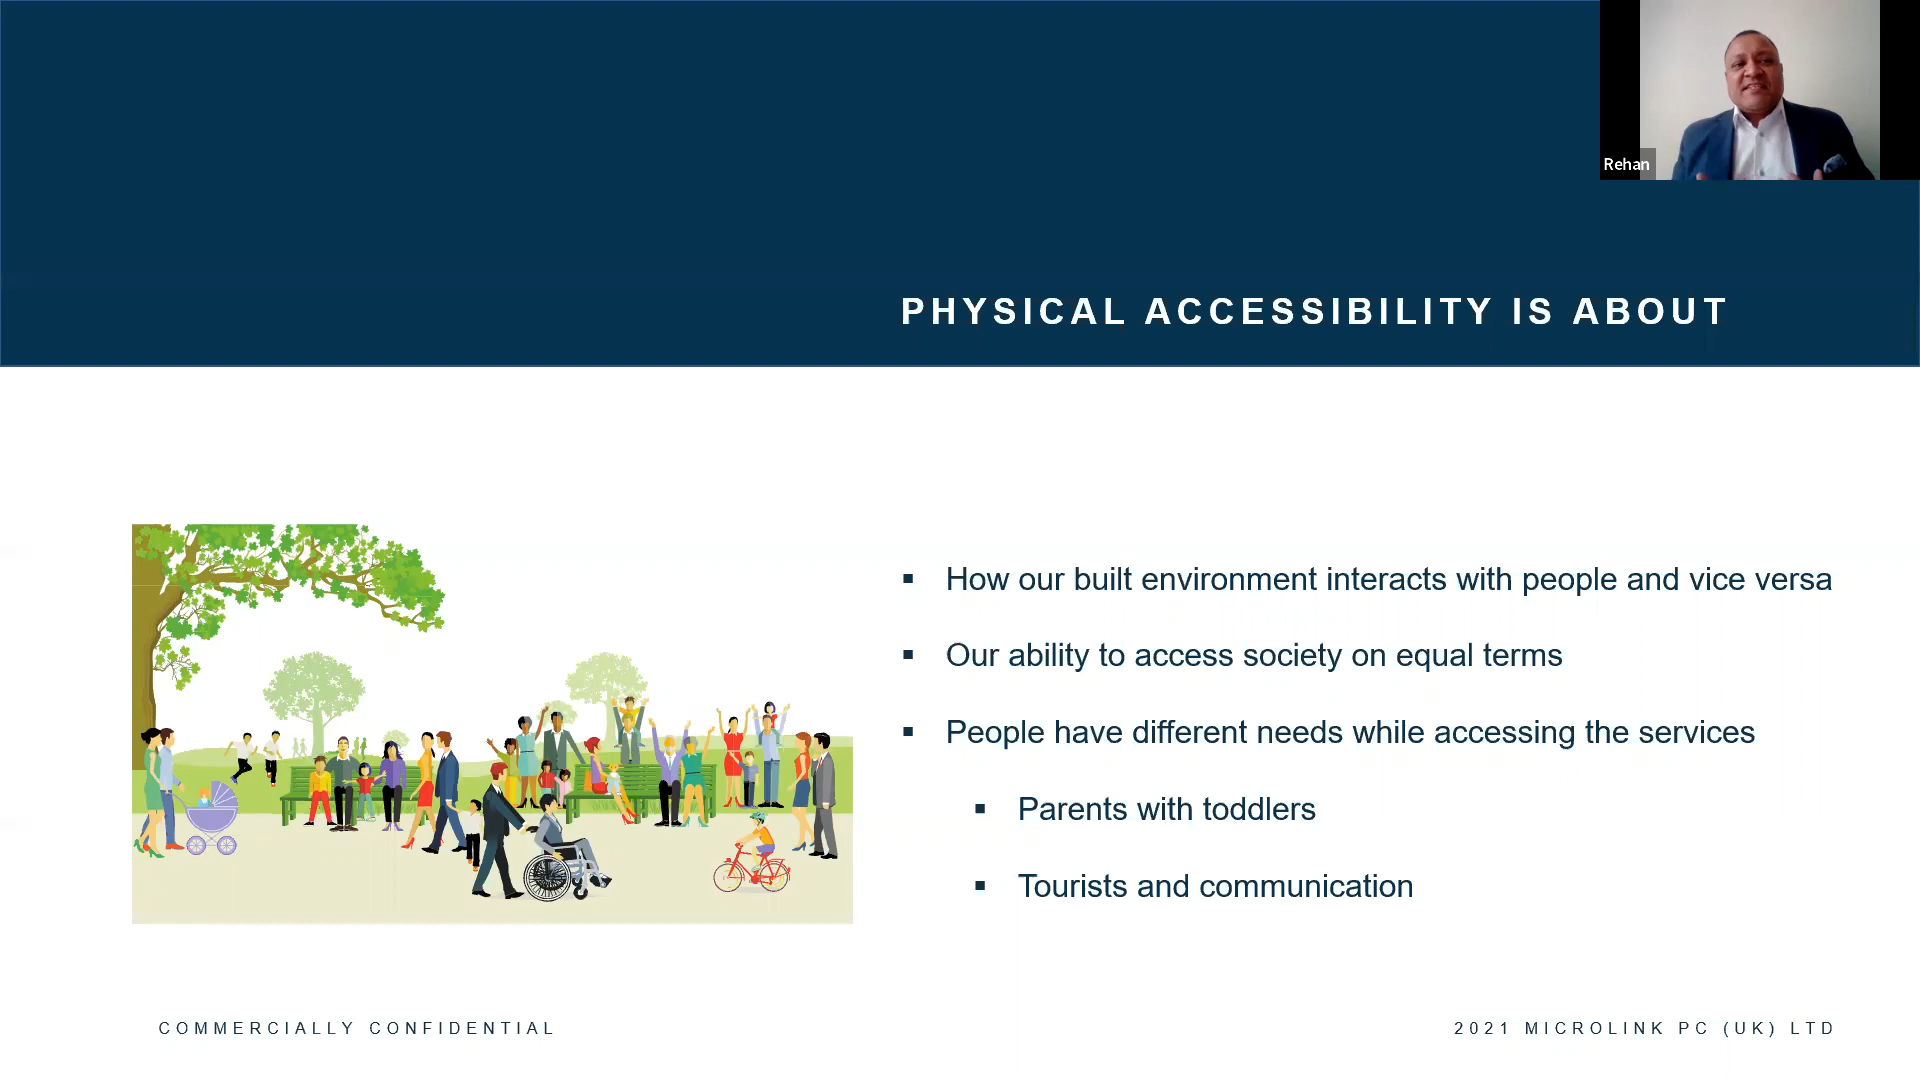 Rehan
PHYSICAL ACCESSIBILITY IS ABOUT
▪ How our built environment interacts with people and vice versa
▪ Our ability to access society on equal terms
▪ People have different needs while accessing the services
▪ Parents with toddlers
▪ Tourists and communication
COMMERCIALLY CONFIDENTIAL
2021 MICROLINK PC (UK) LTD